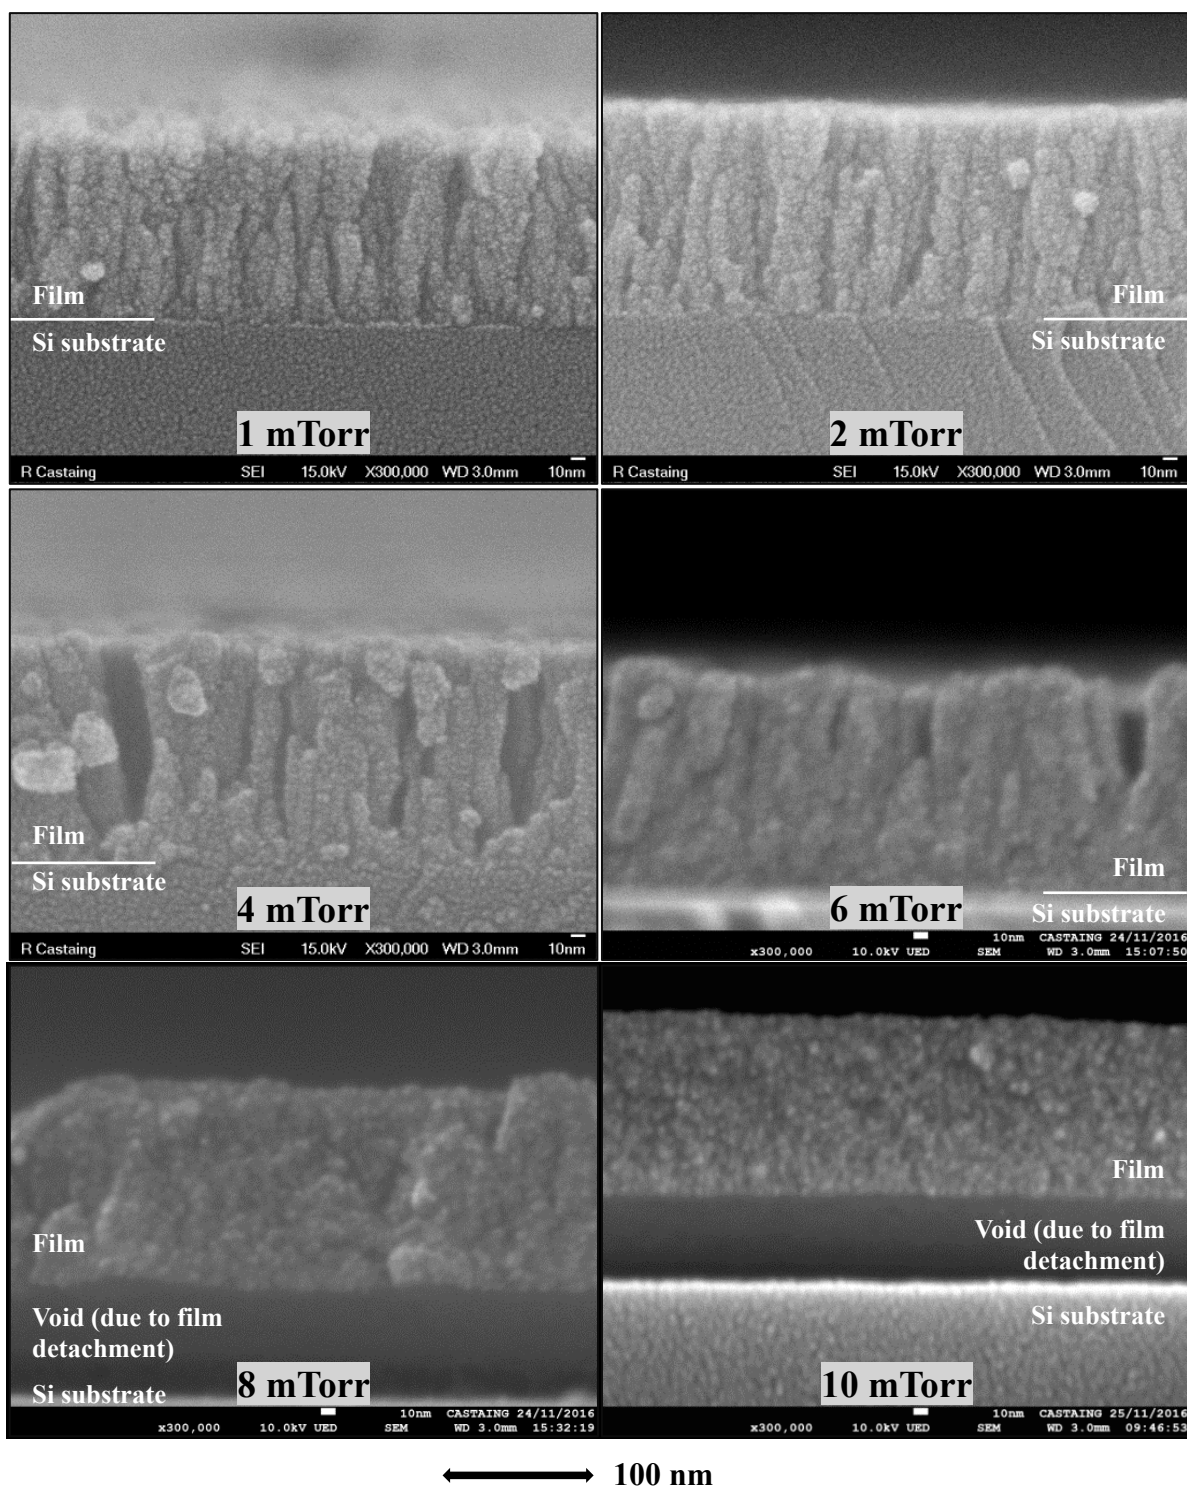 Film
Si substrate
1 mTorr
R Castaing SEI 15.0kV X300,000 WD 3.0mm 10nm
Film
Si substrate
2 mTorr
R Castaing SEI 15.0kV X300,000 WD 3.0mm 10nm
Film
Si substrate
4 mTorr
R Castaing SEI 15.0kV X300,000 WD 3.0mm 10nm
Film
Si substrate
6 mTorr
10nm CASTAING 24/11/2016
x300,000 10.0kV UED SEM WD 3.0mm 15:07:50
Film
Void (due to film
detachment)
Si substrate
8 mTorr
10nm CASTAING 24/11/2016
x300,000 10.0kV UED SEM WD 3.0mm 15:32:19
Film
Void (due to film
detachment)
Si substrate
10 mTorr
10nm CASTAING 25/11/2016
x300,000 10.0kV UED SEM WD 3.0mm 09:46:53
100 nm